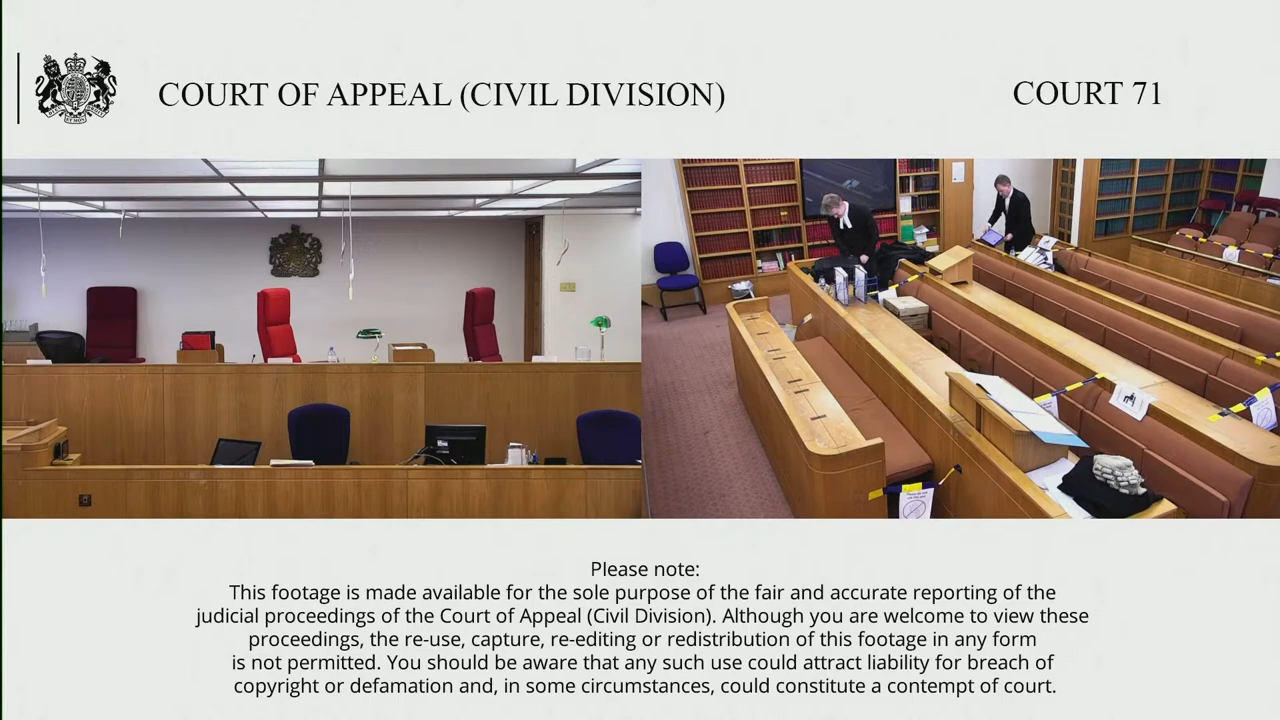 COURT OF APPEAL (CIVIL DIVISION)
COURT 71
Please note:
This footage is made available for the sole purpose of the fair and accurate reporting of the
judicial proceedings of the Court of Appeal (Civil Division). Although you are welcome to view these
proceedings, the re-use, capture, re-editing or redistribution of this footage in any form
is not permitted. You should be aware that any such use could attract liability for breach of
copyright or defamation and, in some circumstances, could constitute a contempt of court.